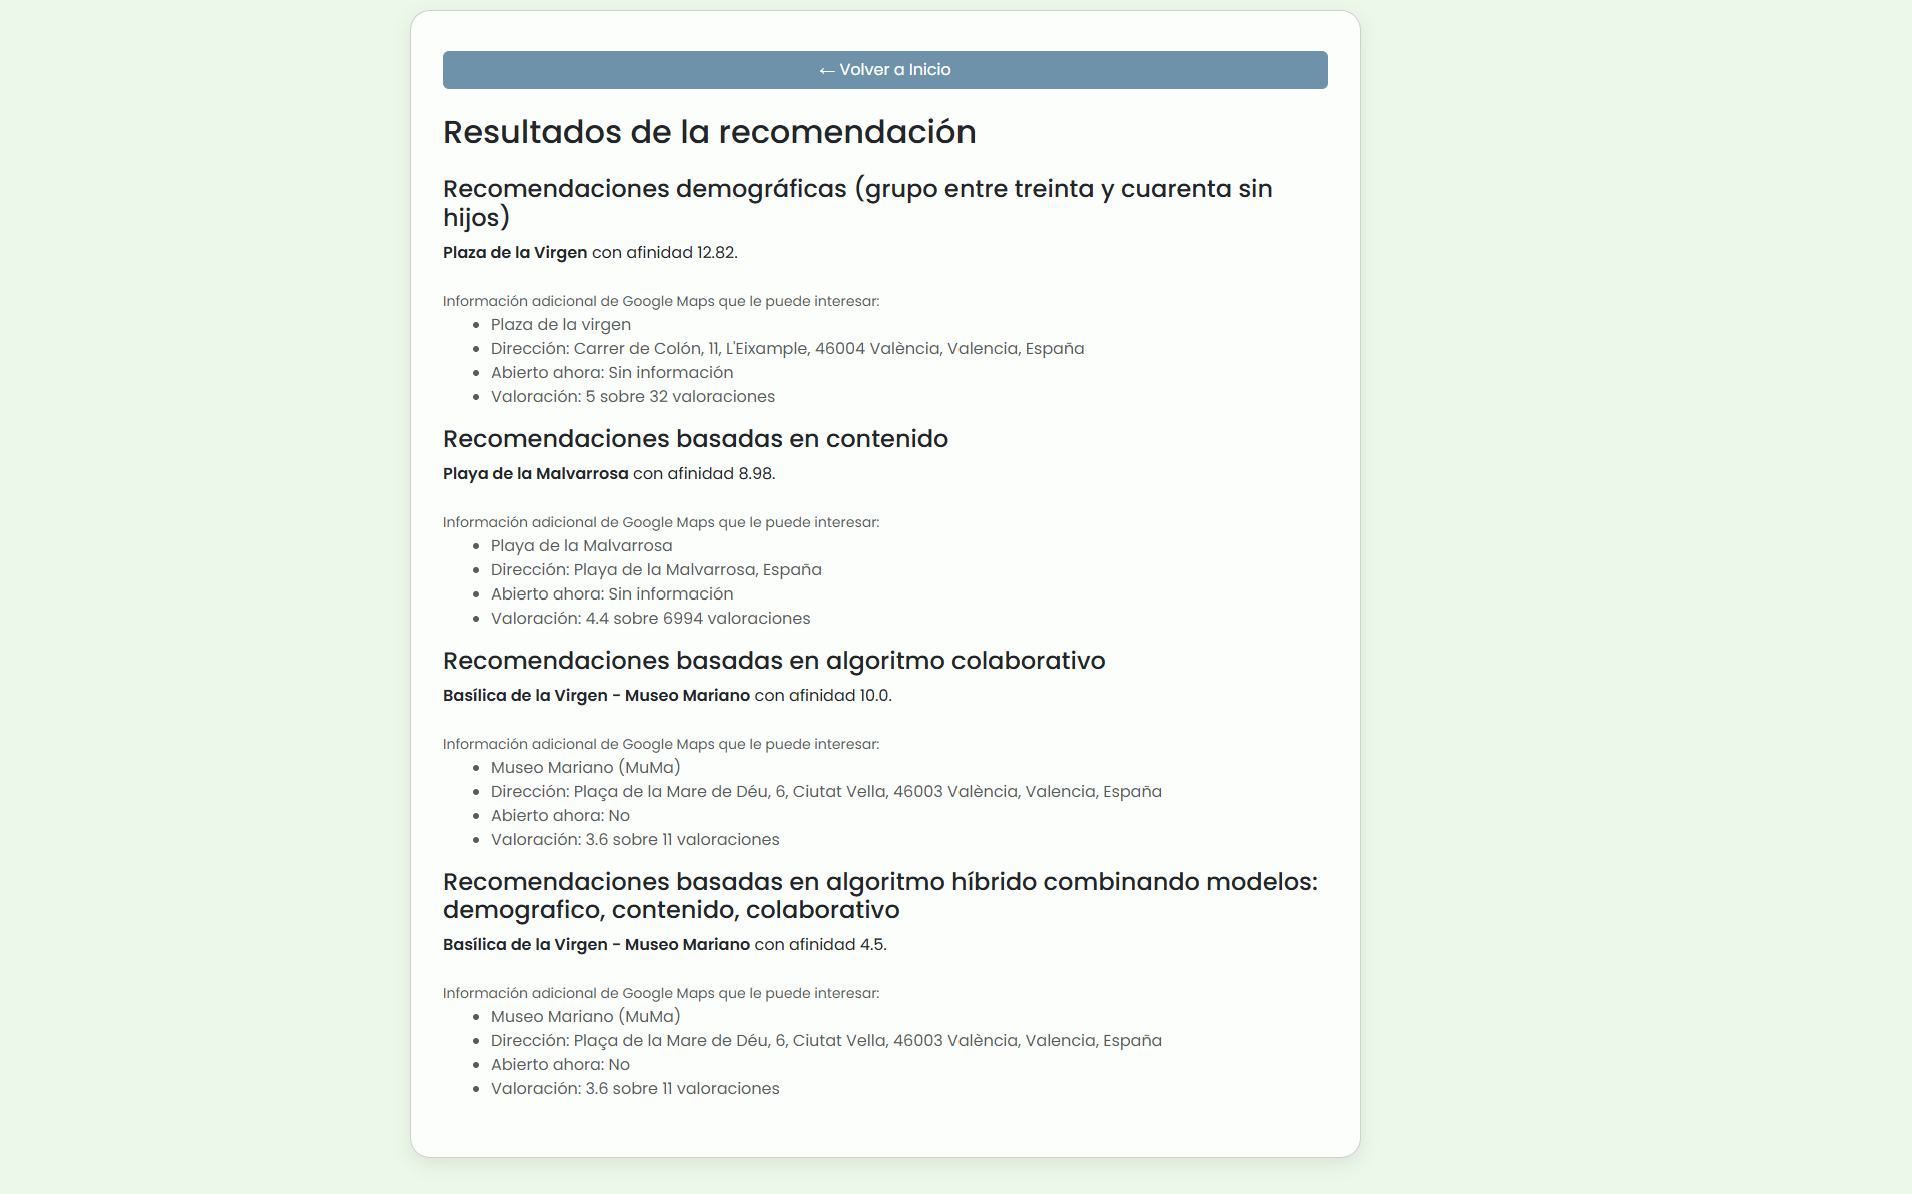 ← Volver a Inicio
Resultados de la recomendación
Recomendaciones demográficas (grupo entre treinta y cuarenta sin
hijos)
Plaza de la Virgen con afinidad 12.82.
Información adicional de Google Maps que le puede interesar:
• Plaza de la virgen
• Dirección: Carrer de Colón, 11, L'Eixample, 46004 València, Valencia, España
• Abierto ahora: Sin información
• Valoración: 5 sobre 32 valoraciones
Recomendaciones basadas en contenido
Playa de la Malvarrosa con afinidad 8.98.
Información adicional de Google Maps que le puede interesar:
• Playa de la Malvarrosa
• Dirección: Playa de la Malvarrosa, España
• Abierto ahora: Sin información
• Valoración: 4.4 sobre 6994 valoraciones
Recomendaciones basadas en algoritmo colaborativo
Basílica de la Virgen - Museo Mariano con afinidad 10.0.
Información adicional de Google Maps que le puede interesar:
• Museo Mariano (MuMa)
• Dirección: Plaça de la Mare de Déu, 6, Ciutat Vella, 46003 València, Valencia, España
• Abierto ahora: No
• Valoración: 3.6 sobre 11 valoraciones
Recomendaciones basadas en algoritmo híbrido combinando modelos:
demografico, contenido, colaborativo
Basílica de la Virgen - Museo Mariano con afinidad 4.5.
Información adicional de Google Maps que le puede interesar:
• Museo Mariano (MuMa)
• Dirección: Plaça de la Mare de Déu, 6, Ciutat Vella, 46003 València, Valencia, España
• Abierto ahora: No
• Valoración: 3.6 sobre 11 valoraciones